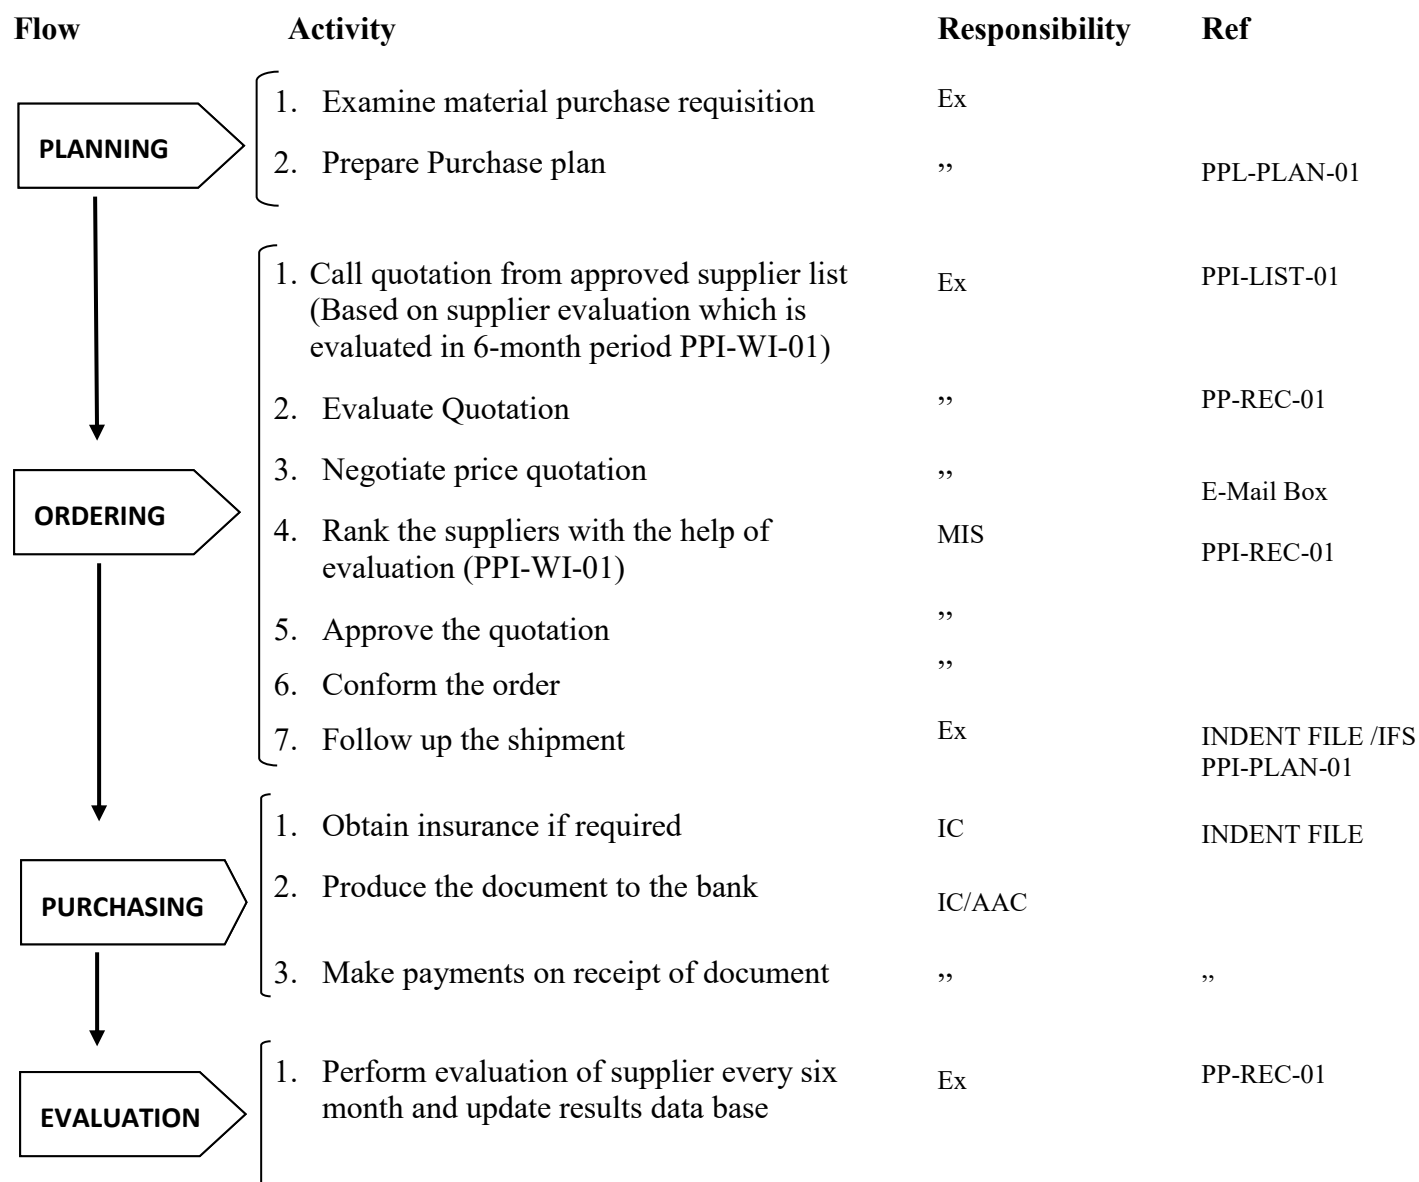 Flow Activity Responsibility Ref
PLANNING
1. Examine material purchase requisition Ex
2. Prepare Purchase plan ,, PPL-PLAN-01
ORDERING
1. Call quotation from approved supplier list Ex PPI-LIST-01
(Based on supplier evaluation which is
evaluated in 6-month period PPI-WI-01)
2. Evaluate Quotation ,, PP-REC-01
3. Negotiate price quotation ,, E-Mail Box
4. Rank the suppliers with the help of MIS PPI-REC-01
evaluation (PPI-WI-01)
5. Approve the quotation ,,
6. Conform the order ,,
7. Follow up the shipment Ex INDENT FILE /IFS
PPI-PLAN-01
PURCHASING
1. Obtain insurance if required IC INDENT FILE
2. Produce the document to the bank IC/AAC
3. Make payments on receipt of document ,, ,,
EVALUATION
1. Perform evaluation of supplier every six Ex PP-REC-01
month and update results data base